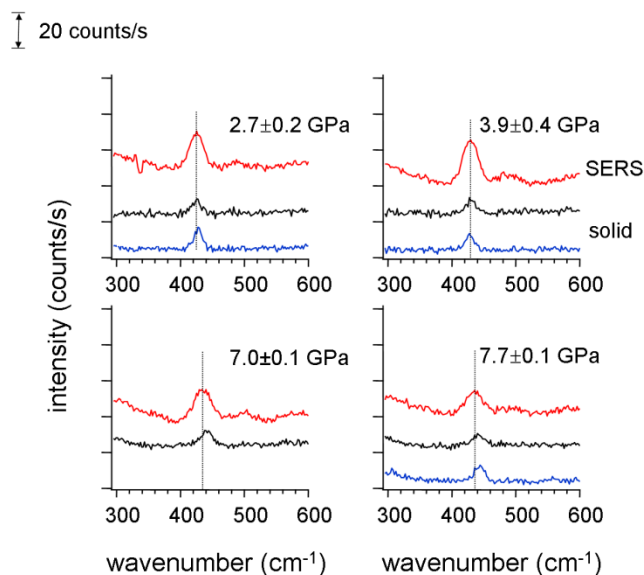 20 counts/s
2.7±0.2 GPa
3.9±0.4 GPa
SERS
solid
300 400 500 600
300 400 500 600
intensity (counts/s)
7.0±0.1 GPa
7.7±0.1 GPa
300 400 500 600
300 400 500 600
wavenumber (cm⁻¹)
wavenumber (cm⁻¹)